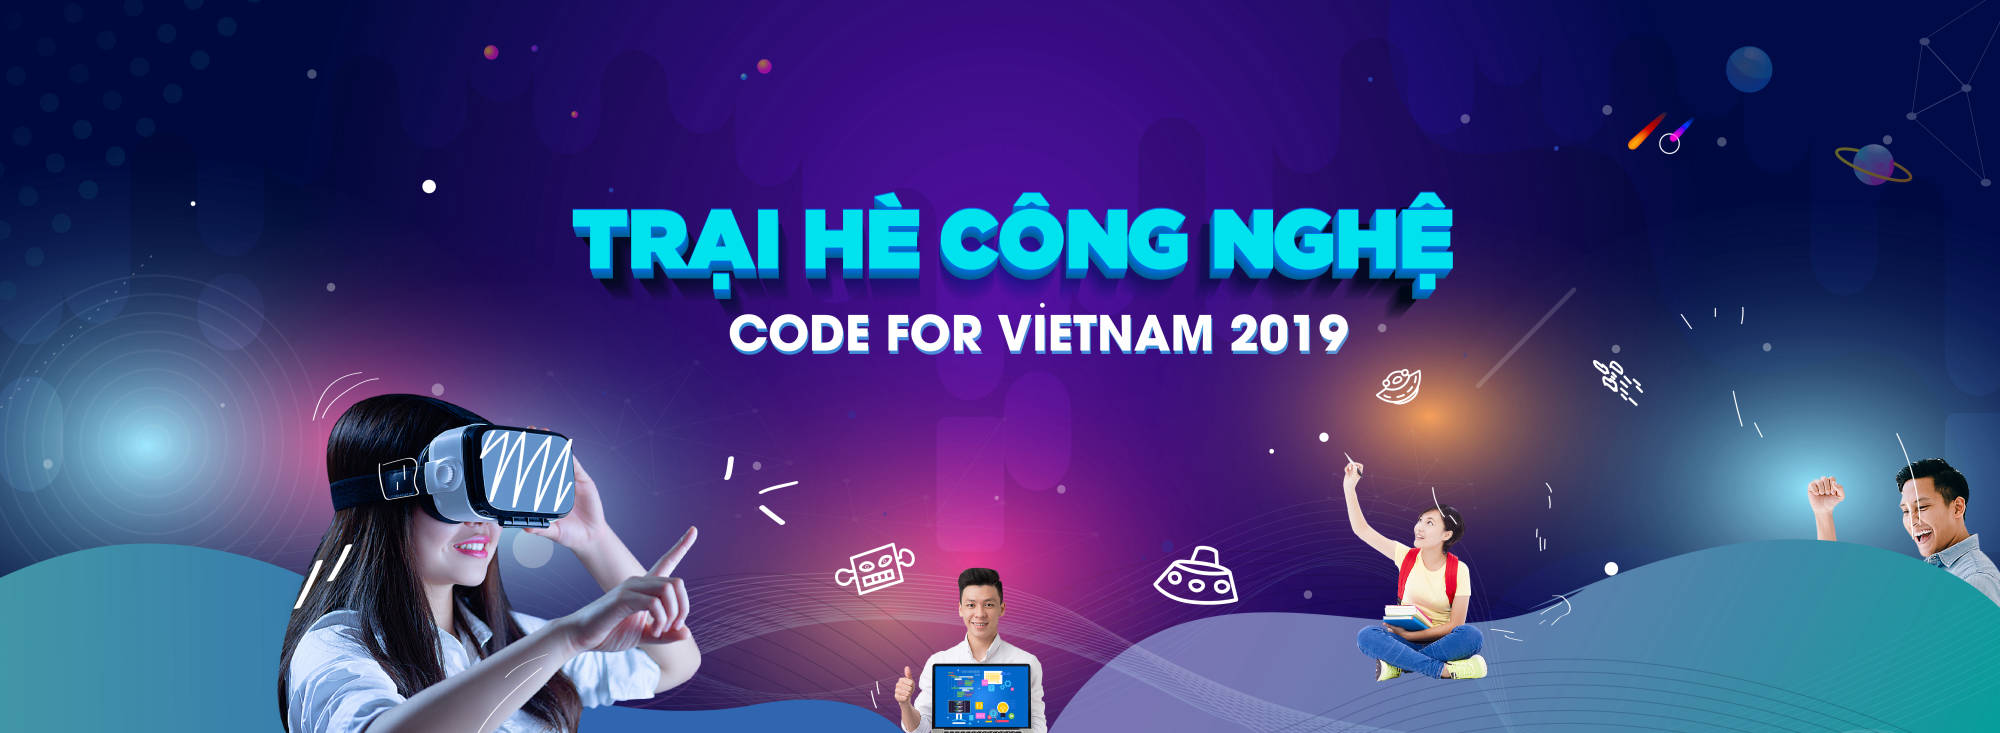 TRẠI HÈ CÔNG NGHỆ
CODE FOR VIETNAM 2019